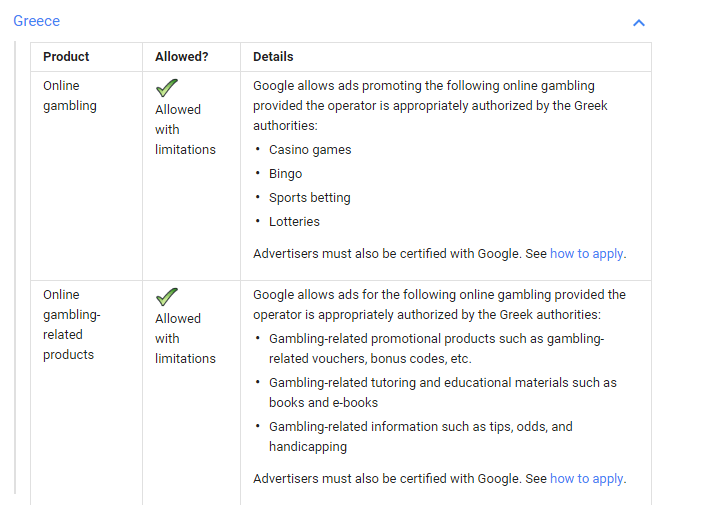 Greece
Product
Allowed?
Details
Online
gambling
Allowed
with
limitations
Google allows ads promoting the following online gambling
provided the operator is appropriately authorized by the Greek
authorities:
• Casino games
• Bingo
• Sports betting
• Lotteries
Advertisers must also be certified with Google. See how to apply.
Online
gambling-
related
products
Allowed
with
limitations
Google allows ads for the following online gambling provided the
operator is appropriately authorized by the Greek authorities:
• Gambling-related promotional products such as gambling-
related vouchers, bonus codes, etc.
• Gambling-related tutoring and educational materials such as
books and e-books
• Gambling-related information such as tips, odds, and
handicapping
Advertisers must also be certified with Google. See how to apply.